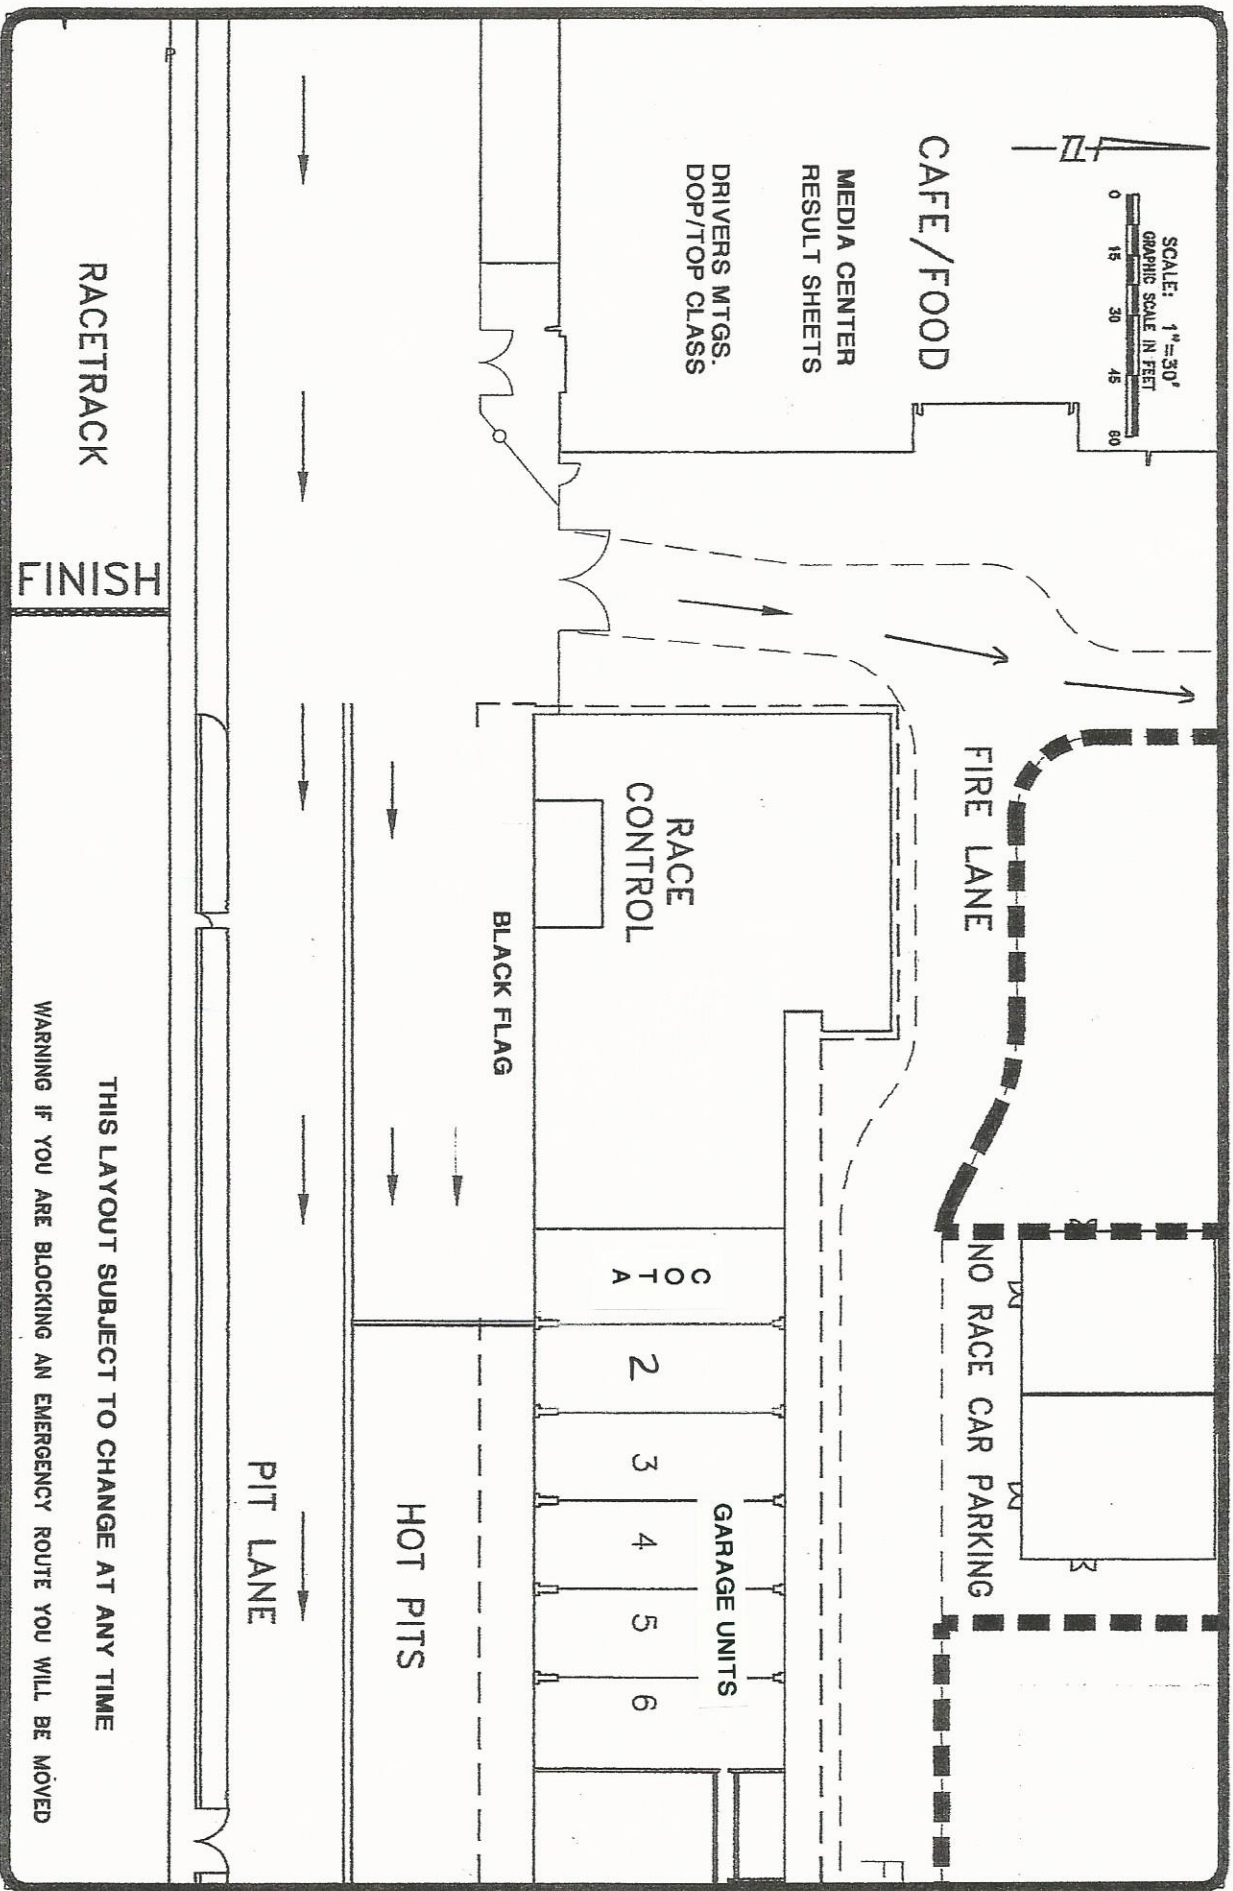 SCALE: 1"=30'
GRAPHIC SCALE IN FEET
0 15 30 45 60
CAFE/FOOD
MEDIA CENTER
RESULT SHEETS
DRIVERS MTGS.
DOP/TOP CLASS
FIRE LANE
NO RACE CAR PARKING
RACE
CONTROL
BLACK FLAG
C
O
T
A
GARAGE UNITS
2 3 4 5 6
HOT PITS
PIT LANE
RACETRACK
FINISH
THIS LAYOUT SUBJECT TO CHANGE AT ANY TIME
WARNING IF YOU ARE BLOCKING AN EMERGENCY ROUTE YOU WILL BE MOVED